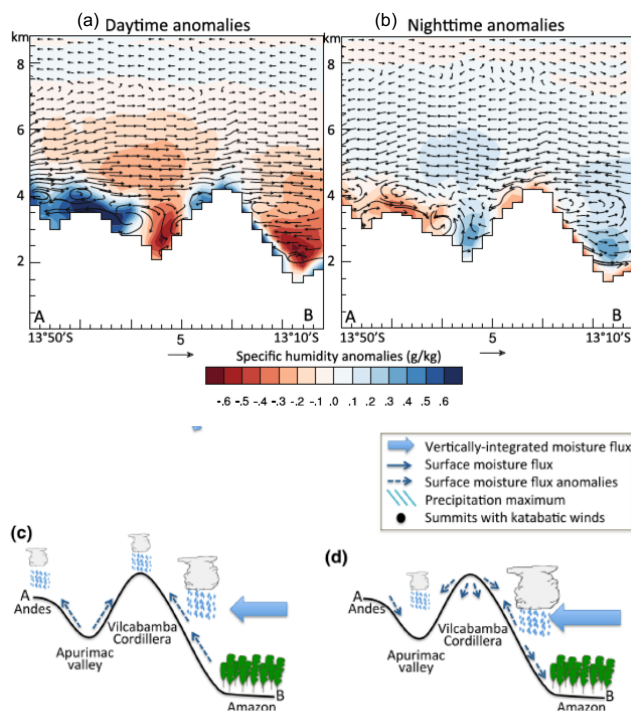 (a) Daytime anomalies
(b) Nighttime anomalies
km
8
6
4
2
A
B
A
B
13°50'S
5
13°10'S
13°50'S
5
13°10'S
Specific humidity anomalies (g/kg)
-.6 -.5 -.4 -.3 -.2 -.1 .0 .1 .2 .3 .4 .5 .6
Vertically-integrated moisture flux
Surface moisture flux
Surface moisture flux anomalies
Precipitation maximum
Summits with katabatic winds
(c)
A
Andes
Apurimac
valley
Vilcabamba
Cordillera
B
Amazon
(d)
A
Andes
Apurimac
valley
Vilcabamba
Cordillera
B
Amazon